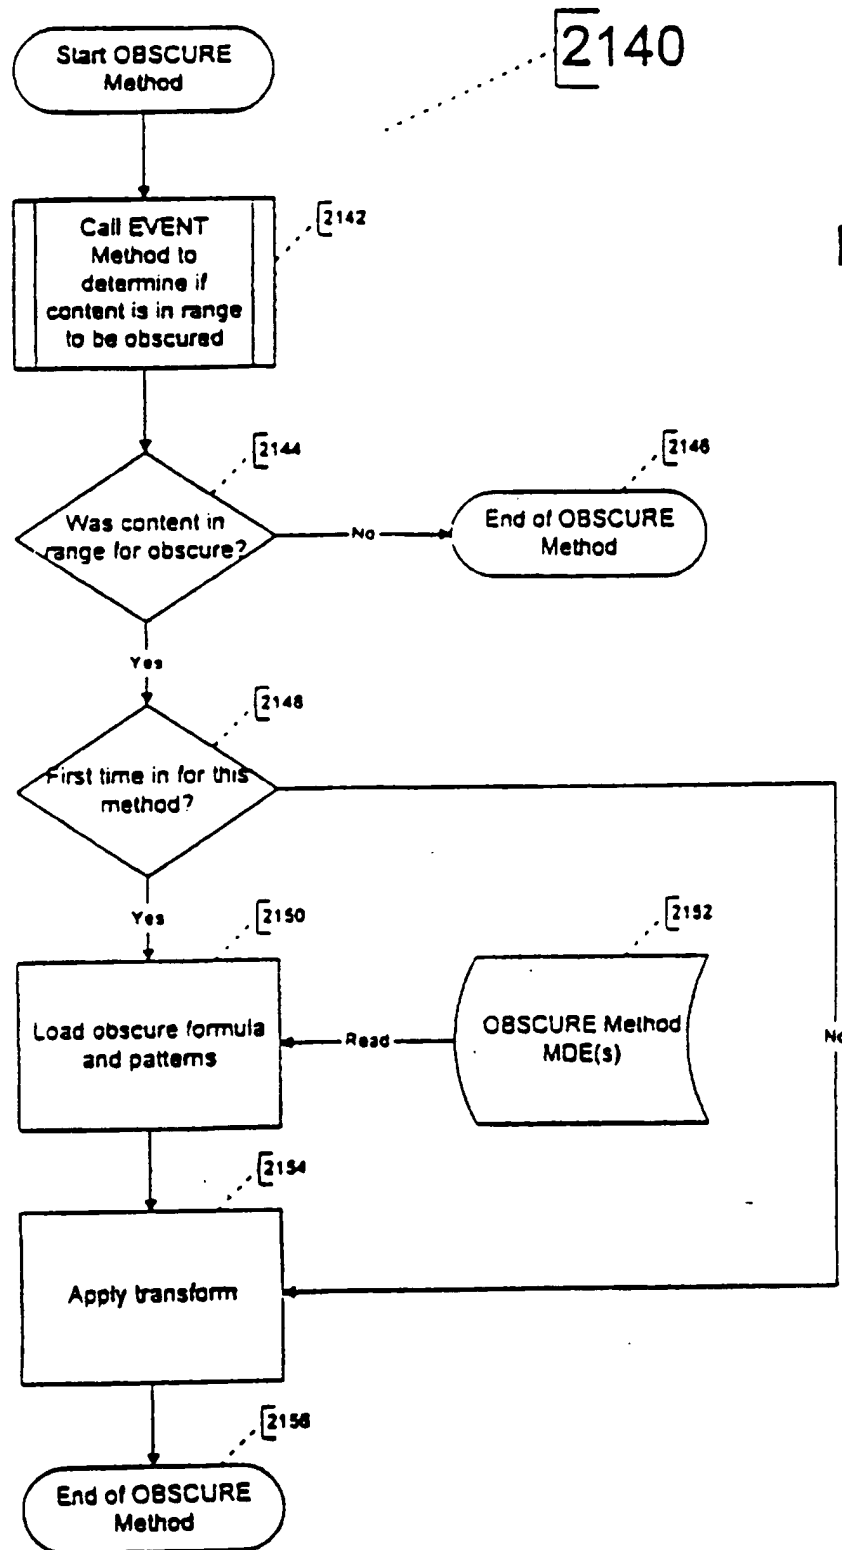 Start OBSCURE
Method
2140
Call EVENT
Method to
determine if
content is in range
to be obscured
2142
2144
Was content in
range for obscure?
No
2146
End of OBSCURE
Method
Yes
2148
First time in for this
method?
Yes
2150
Load obscure formula
and patterns
Read
2152
OBSCURE Method
MDE(s)
No
2154
Apply transform
2156
End of OBSCURE
Method